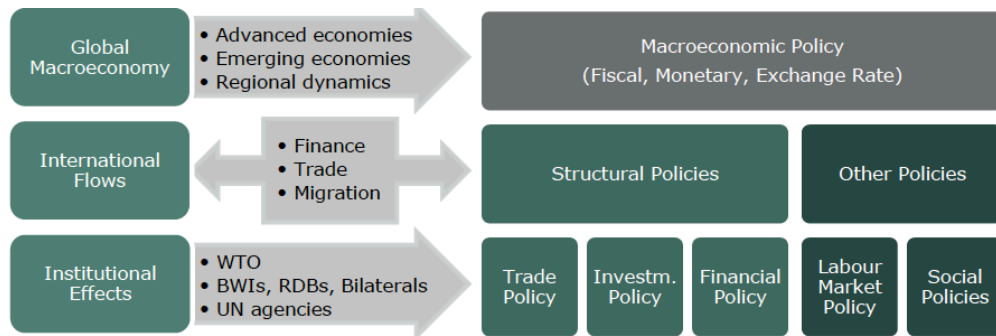 Global
Macroeconomy
• Advanced economies
• Emerging economies
• Regional dynamics
Macroeconomic Policy
(Fiscal, Monetary, Exchange Rate)
International
Flows
• Finance
• Trade
• Migration
Structural Policies
Other Policies
Institutional
Effects
• WTO
• BWIs, RDBs, Bilaterals
• UN agencies
Trade
Policy
Investm.
Policy
Financial
Policy
Labour
Market
Policy
Social
Policies